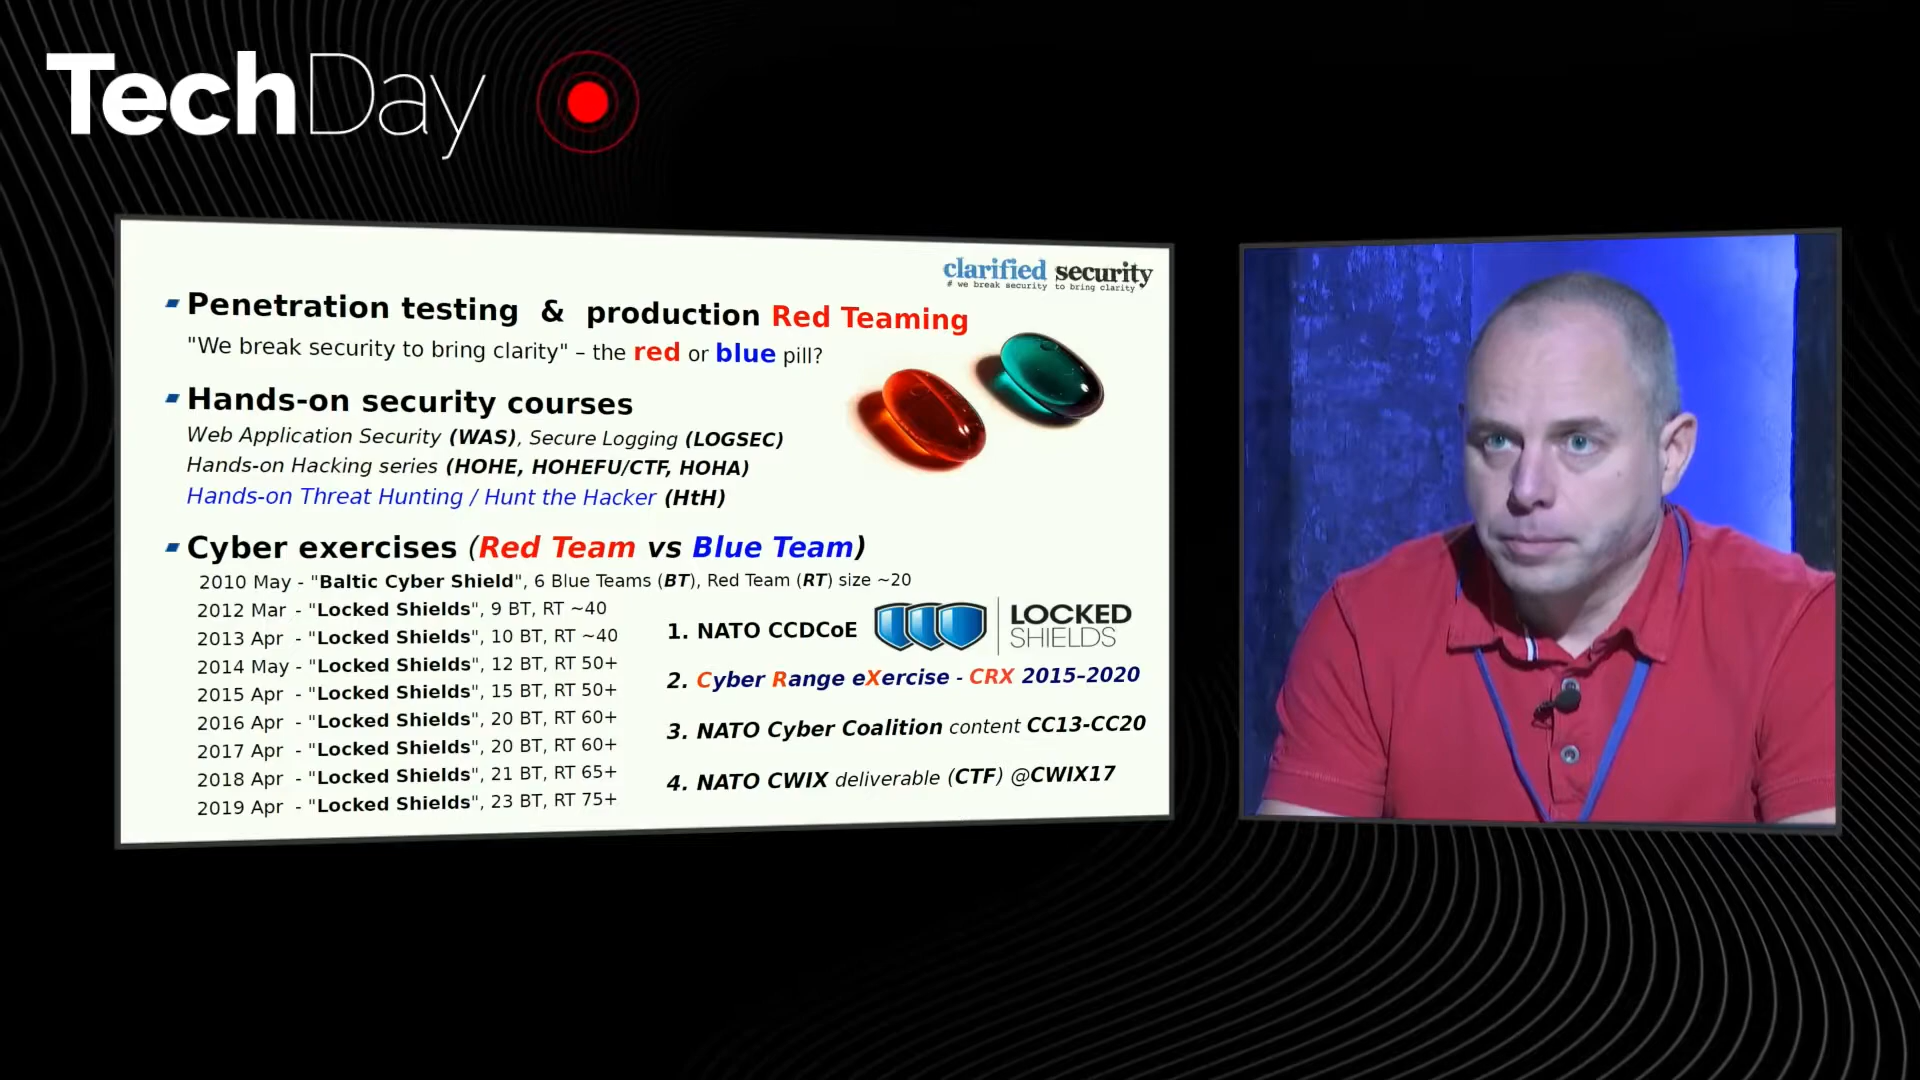 TechDay
clarified security
# we break security to bring clarity
Penetration testing & production Red Teaming
"We break security to bring clarity" – the red or blue pill?
Hands-on security courses
Web Application Security (WAS), Secure Logging (LOGSEC)
Hands-on Hacking series (HOHE, HOHEFU/CTF, HOHA)
Hands-on Threat Hunting / Hunt the Hacker (HtH)
Cyber exercises (Red Team vs Blue Team)
2010 May - "Baltic Cyber Shield", 6 Blue Teams (BT), Red Team (RT) size ~20
2012 Mar - "Locked Shields", 9 BT, RT ~40
2013 Apr - "Locked Shields", 10 BT, RT ~40
2014 May - "Locked Shields", 12 BT, RT 50+
2015 Apr - "Locked Shields", 15 BT, RT 50+
2016 Apr - "Locked Shields", 20 BT, RT 60+
2017 Apr - "Locked Shields", 20 BT, RT 60+
2018 Apr - "Locked Shields", 21 BT, RT 65+
2019 Apr - "Locked Shields", 23 BT, RT 75+
1. NATO CCDCoE
LOCKED
SHIELDS
2. Cyber Range eXercise - CRX 2015–2020
3. NATO Cyber Coalition content CC13-CC20
4. NATO CWIX deliverable (CTF) @CWIX17